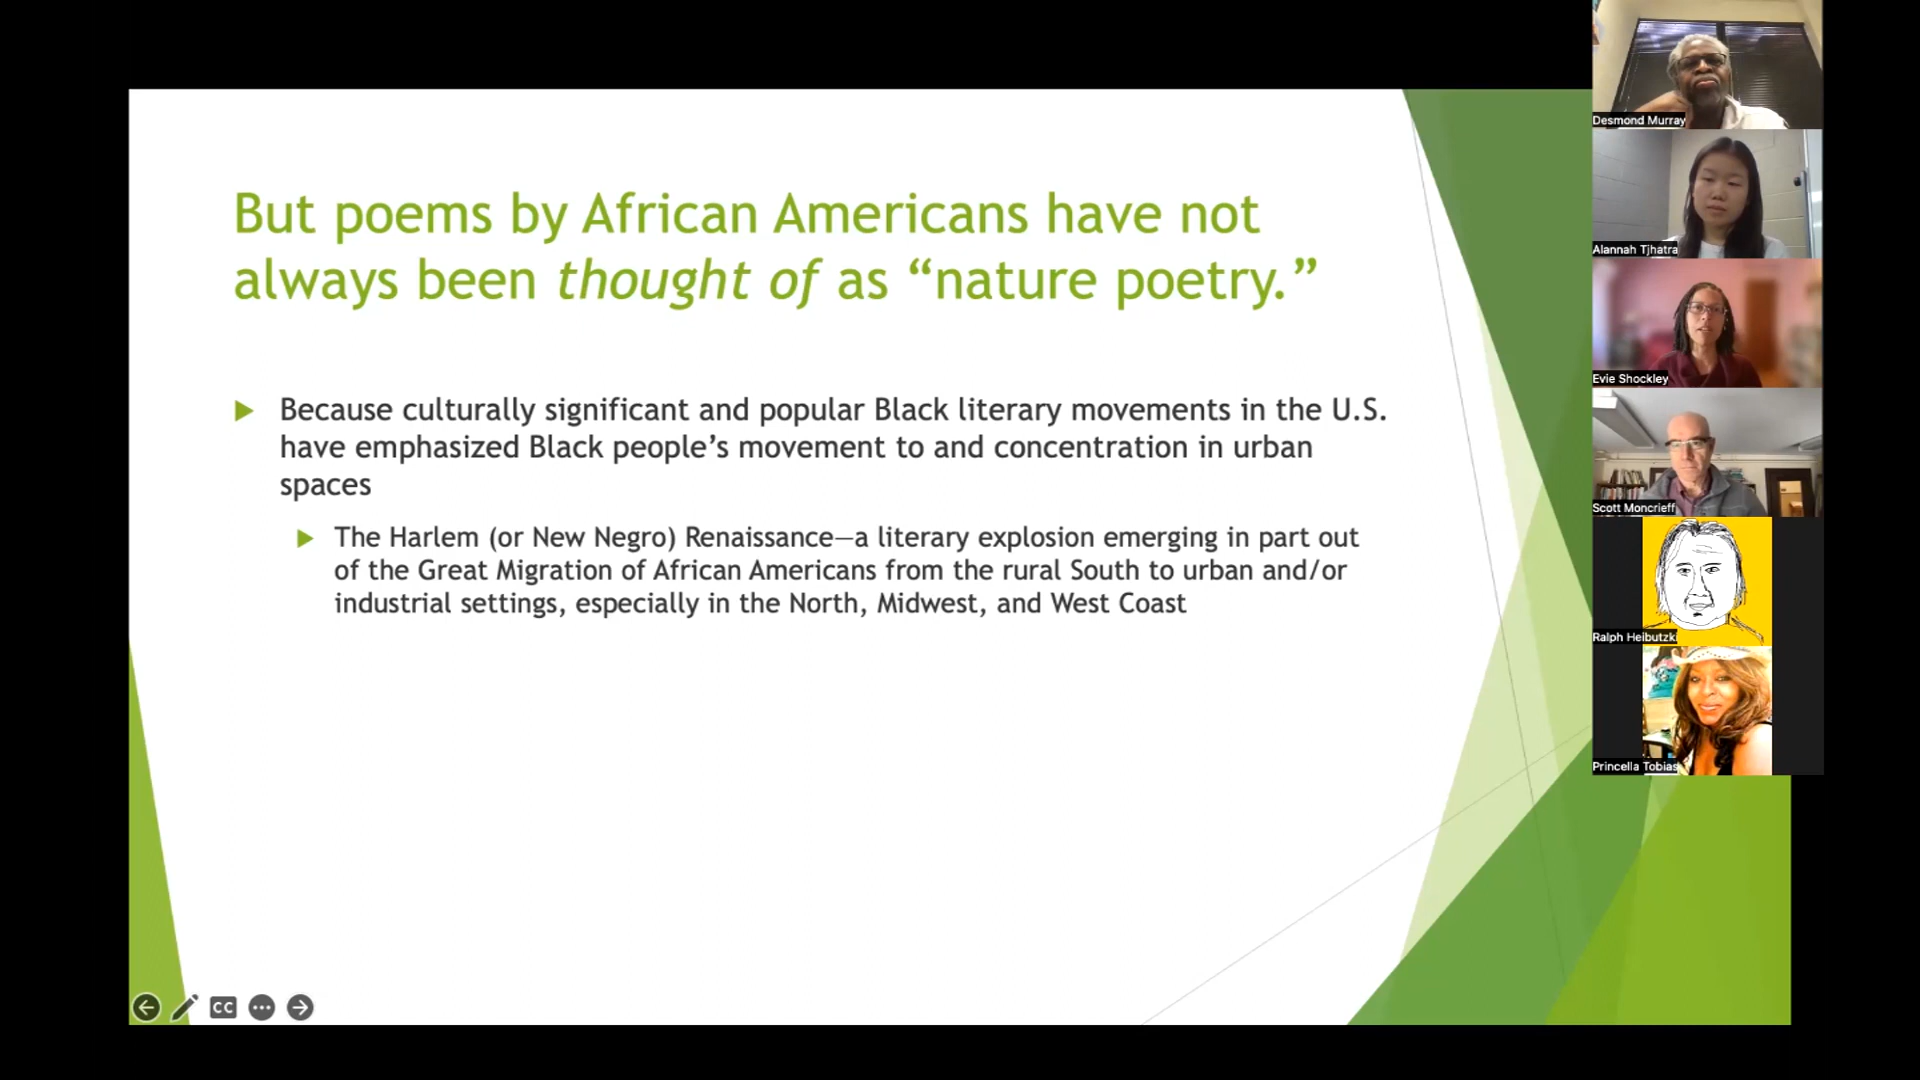 But poems by African Americans have not
always been thought of as “nature poetry.”
Because culturally significant and popular Black literary movements in the U.S.
have emphasized Black people’s movement to and concentration in urban
spaces
The Harlem (or New Negro) Renaissance—a literary explosion emerging in part out
of the Great Migration of African Americans from the rural South to urban and/or
industrial settings, especially in the North, Midwest, and West Coast
CC
Desmond Murray
Alannah Tjhatra
Evie Shockley
Scott Moncrieff
Ralph Heibutzki
Princella Tobias